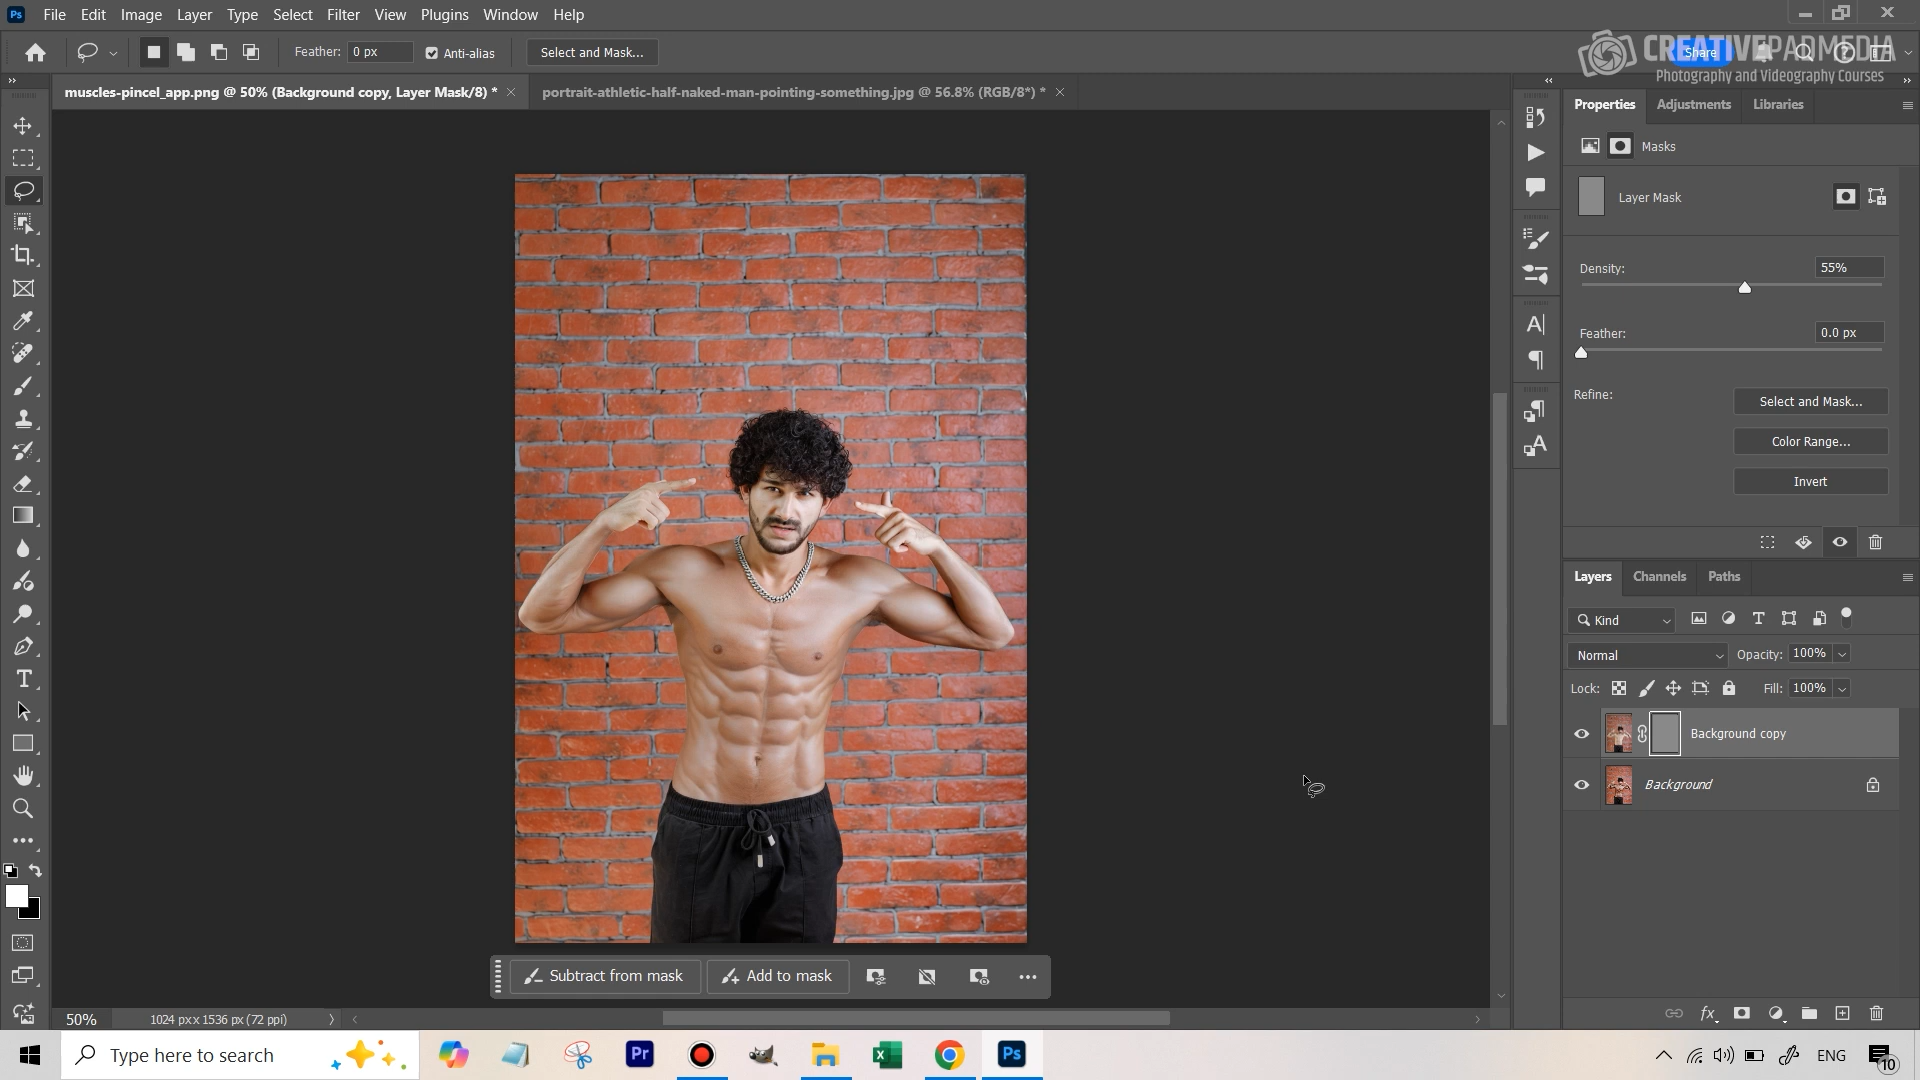 Ps File Edit Image Layer Type Select Filter View Plugins Window Help
Feather: 0 px Anti-alias Select and Mask... Share
CREATIVEPADMEDIA
Photography and Videography Courses
muscles-pincel_app.png @ 50% (Background copy, Layer Mask/8) * portrait-athletic-half-naked-man-pointing-something.jpg @ 56.8% (RGB/8*) *
Properties Adjustments Libraries
Masks
Layer Mask
Density: 55%
Feather: 0.0 px
Refine: Select and Mask...
Color Range...
Invert
Layers Channels Paths
Kind
Normal Opacity: 100%
Lock: Fill: 100%
Background copy
Background
Subtract from mask Add to mask
50% 1024 px x 1536 px (72 ppi)
Type here to search Pr Ps ENG 10